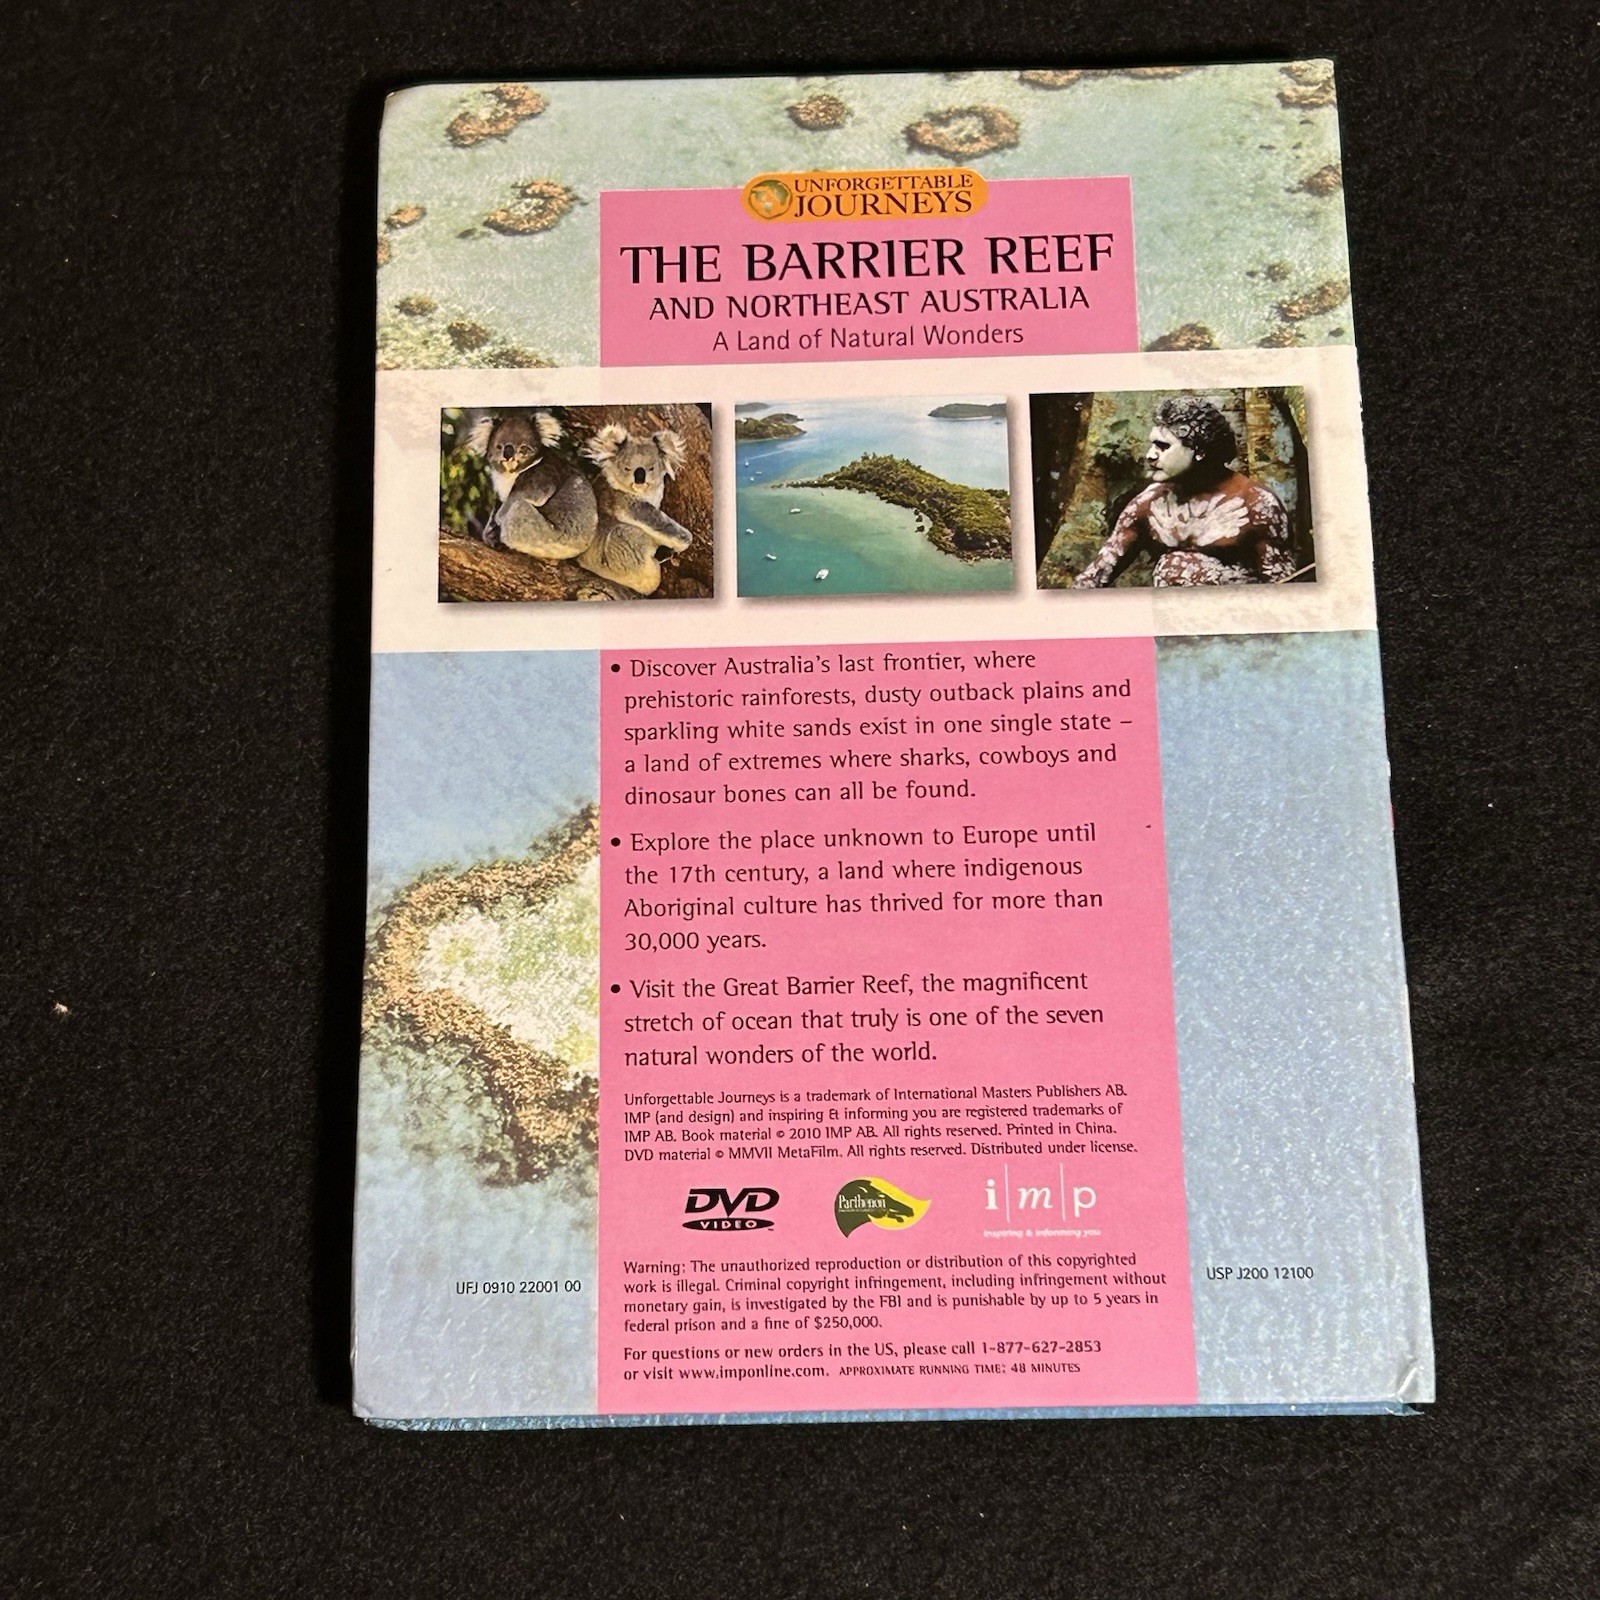 UNFORGETTABLE
JOURNEYS
THE BARRIER REEF
AND NORTHEAST AUSTRALIA
A Land of Natural Wonders
• Discover Australia's last frontier, where
prehistoric rainforests, dusty outback plains and
sparkling white sands exist in one single state –
a land of extremes where sharks, cowboys and
dinosaur bones can all be found.
• Explore the place unknown to Europe until
the 17th century, a land where indigenous
Aboriginal culture has thrived for more than
30,000 years.
• Visit the Great Barrier Reef, the magnificent
stretch of ocean that truly is one of the seven
natural wonders of the world.
Unforgettable Journeys is a trademark of International Masters Publishers AB.
IMP (and design) and inspiring & informing you are registered trademarks of
IMP AB. Book material © 2010 IMP AB. All rights reserved. Printed in China.
DVD material © MMVII MetaFilm. All rights reserved. Distributed under license.
DVD
VIDEO
Parthenon
i|m|p
inspiring & informing you
Warning: The unauthorized reproduction or distribution of this copyrighted
work is illegal. Criminal copyright infringement, including infringement without
monetary gain, is investigated by the FBI and is punishable by up to 5 years in
federal prison and a fine of $250,000.
UFJ 0910 22001 00
USP J200 12100
For questions or new orders in the US, please call 1-877-627-2853
or visit www.imponline.com. APPROXIMATE RUNNING TIME: 48 MINUTES